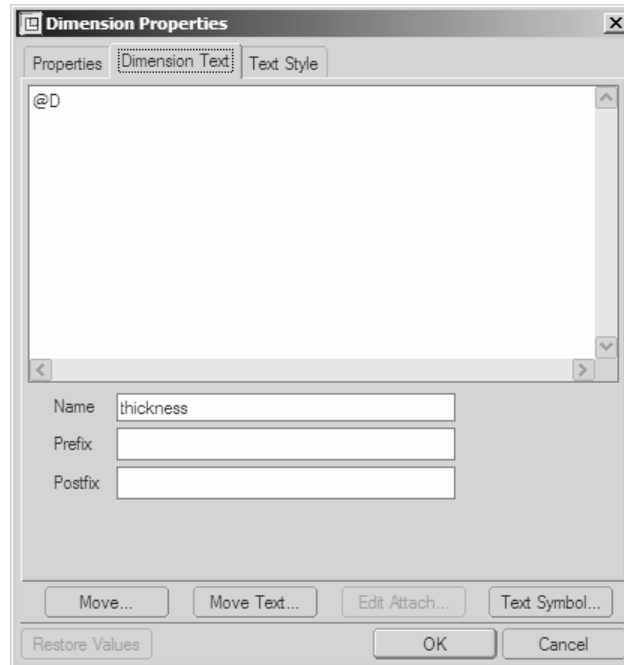 Dimension Properties
Properties Dimension Text Text Style
@D
Name thickness
Prefix
Postfix
Move... Move Text... Edit Attach... Text Symbol...
Restore Values OK Cancel